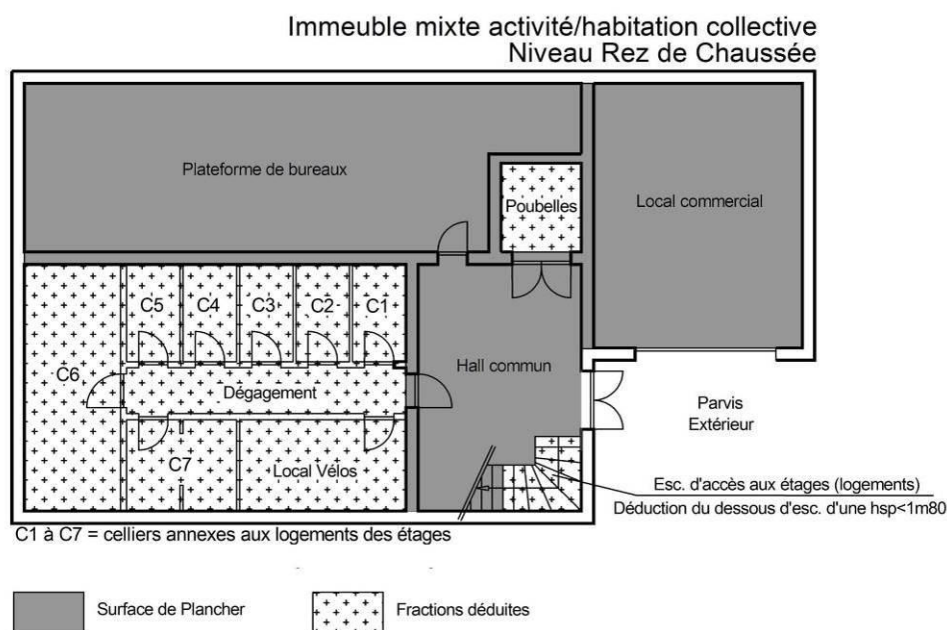 Immeuble mixte activité/habitation collective
Niveau Rez de Chaussée
Plateforme de bureaux
Poubelles
Local commercial
C5
C4
C3
C2
C1
C6
Dégagement
Hall commun
Parvis
Extérieur
C7
Local Vélos
Esc. d'accès aux étages (logements)
Déduction du dessous d'esc. d'une hsp<1m80
C1 à C7 = celliers annexes aux logements des étages
Surface de Plancher
Fractions déduites